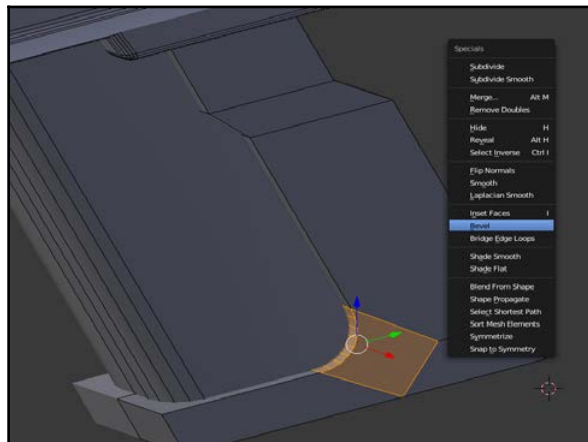 Specials
Subdivide
Subdivide Smooth
Merge... Alt M
Remove Doubles
Hide H
Reveal Alt H
Select Inverse Ctrl I
Flip Normals
Smooth
Laplacian Smooth
Inset Faces I
Bevel
Bridge Edge Loops
Shade Smooth
Shade Flat
Blend From Shape
Shape Propagate
Select Shortest Path
Sort Mesh Elements
Symmetrize
Snap to Symmetry